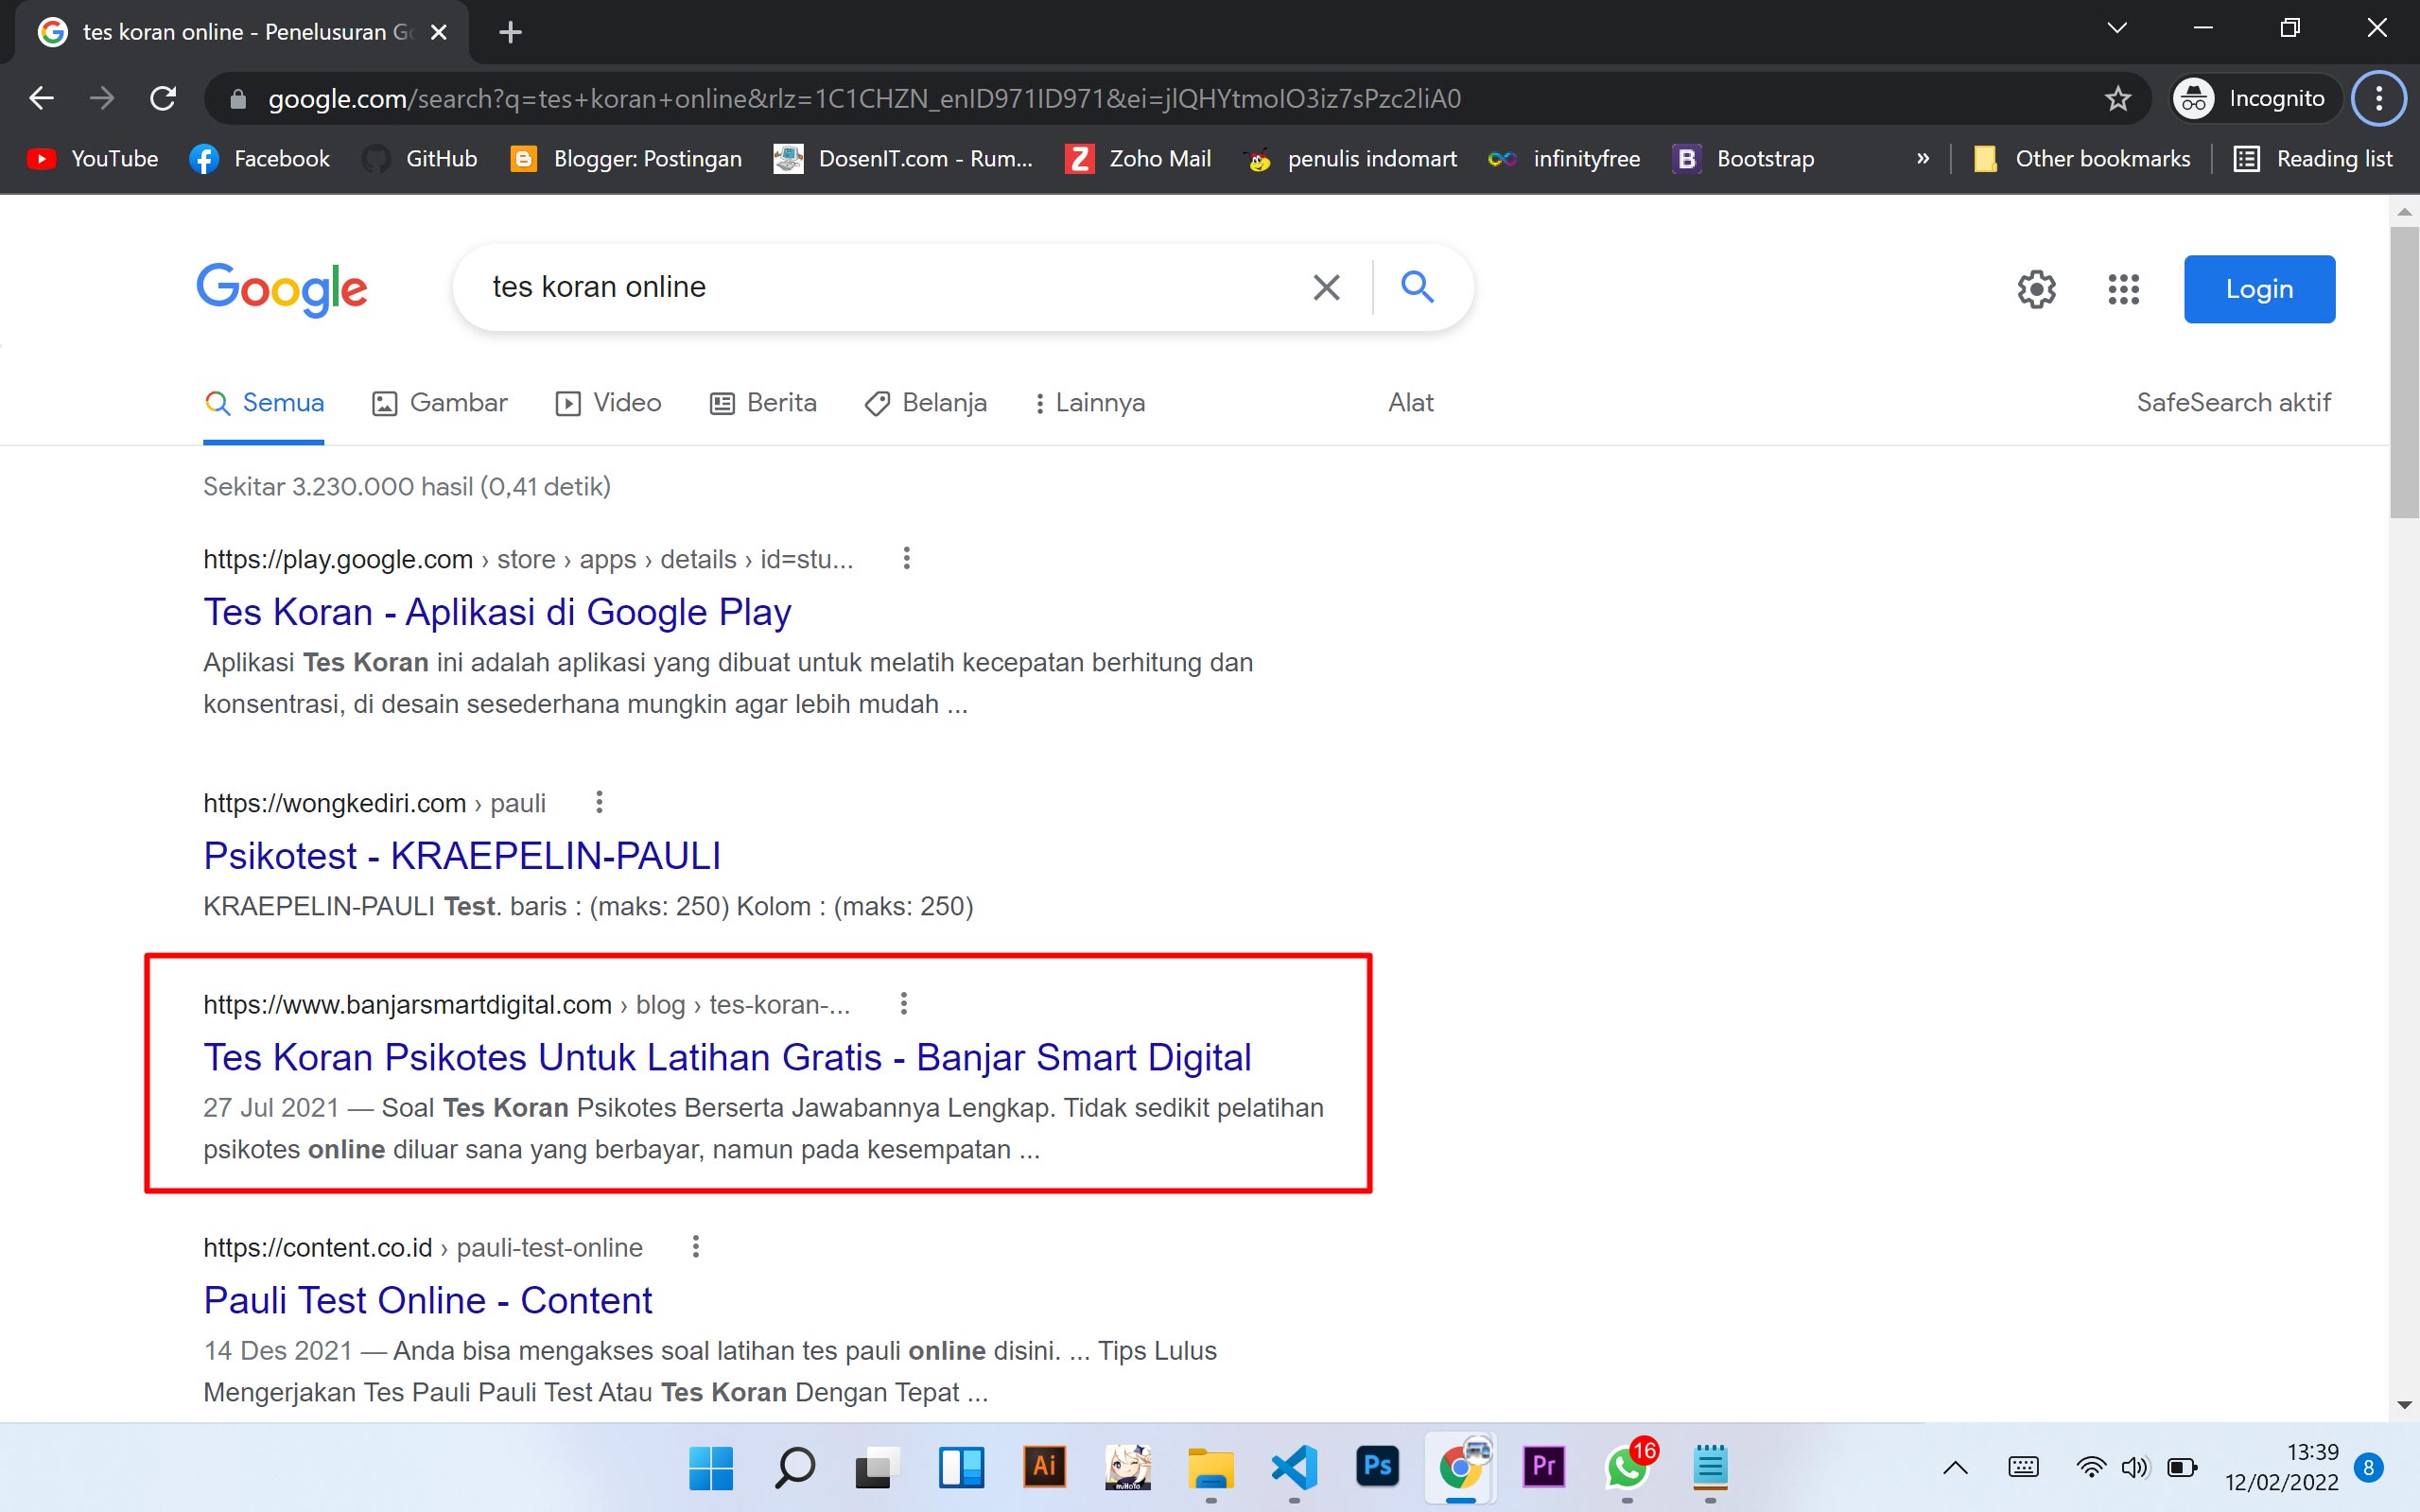 tes koran online - Penelusuran Go
google.com/search?q=tes+koran+online&rlz=1C1CHZN_enID971ID971&ei=jlQHYtmoIO3iz7sPzc2liA0
Incognito
YouTube Facebook GitHub Blogger: Postingan DosenIT.com - Rum... Zoho Mail penulis indomart infinityfree Bootstrap » Other bookmarks Reading list
Google
tes koran online
Login
Semua Gambar Video Berita Belanja Lainnya Alat SafeSearch aktif
Sekitar 3.230.000 hasil (0,41 detik)
https://play.google.com › store › apps › details › id=stu...
Tes Koran - Aplikasi di Google Play
Aplikasi Tes Koran ini adalah aplikasi yang dibuat untuk melatih kecepatan berhitung dan
konsentrasi, di desain sesederhana mungkin agar lebih mudah ...
https://wongkediri.com › pauli
Psikotest - KRAEPELIN-PAULI
KRAEPELIN-PAULI Test. baris : (maks: 250) Kolom : (maks: 250)
https://www.banjarsmartdigital.com › blog › tes-koran-...
Tes Koran Psikotes Untuk Latihan Gratis - Banjar Smart Digital
27 Jul 2021 — Soal Tes Koran Psikotes Berserta Jawabannya Lengkap. Tidak sedikit pelatihan
psikotes online diluar sana yang berbayar, namun pada kesempatan ...
https://content.co.id › pauli-test-online
Pauli Test Online - Content
14 Des 2021 — Anda bisa mengakses soal latihan tes pauli online disini. ... Tips Lulus
Mengerjakan Tes Pauli Pauli Test Atau Tes Koran Dengan Tepat ...
Ai
miHoYo
Ps
Pr
16
13:39
12/02/2022
8